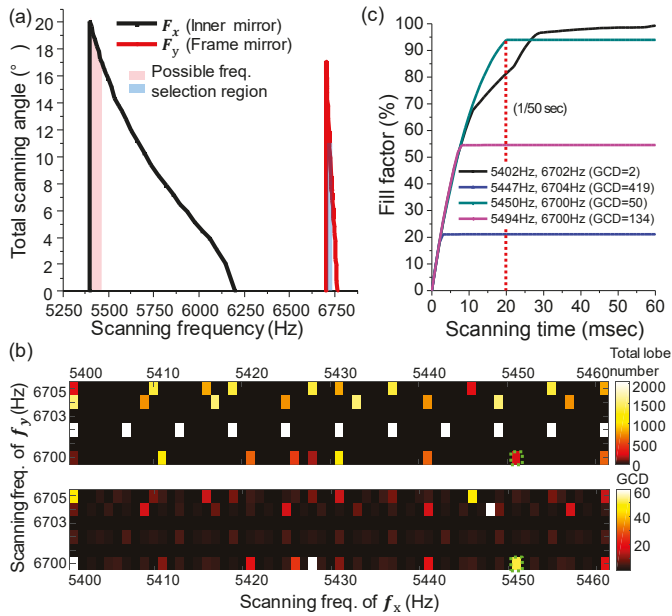 (a)
Total scanning angle (°)
20
18
16
14
12
10
8
6
4
2
0
F_x (Inner mirror)
F_y (Frame mirror)
Possible freq.
selection region
5250 5500 5750 6000 6250 6500 6750
Scanning frequency (Hz)
(c)
Fill factor (%)
100
90
80
70
60
50
40
30
20
10
0
(1/50 sec)
5402Hz, 6702Hz (GCD=2)
5447Hz, 6704Hz (GCD=419)
5450Hz, 6700Hz (GCD=50)
5494Hz, 6700Hz (GCD=134)
0 10 20 30 40 50 60
Scanning time (msec)
(b)
Scanning freq. of f_y (Hz)
5400 5410 5420 5430 5440 5450 5460
6705
6703
6700
Total lobe
number
2000
1500
1000
500
0
6705
6703
6700
GCD
60
40
20
5400 5410 5420 5430 5440 5450 5460
Scanning freq. of f_x (Hz)